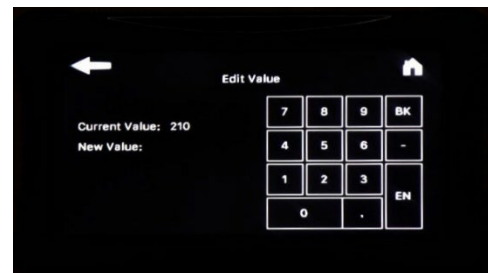 Edit Value
Current Value: 210
New Value:
7 8 9 BK
4 5 6 -
1 2 3 EN
0 .